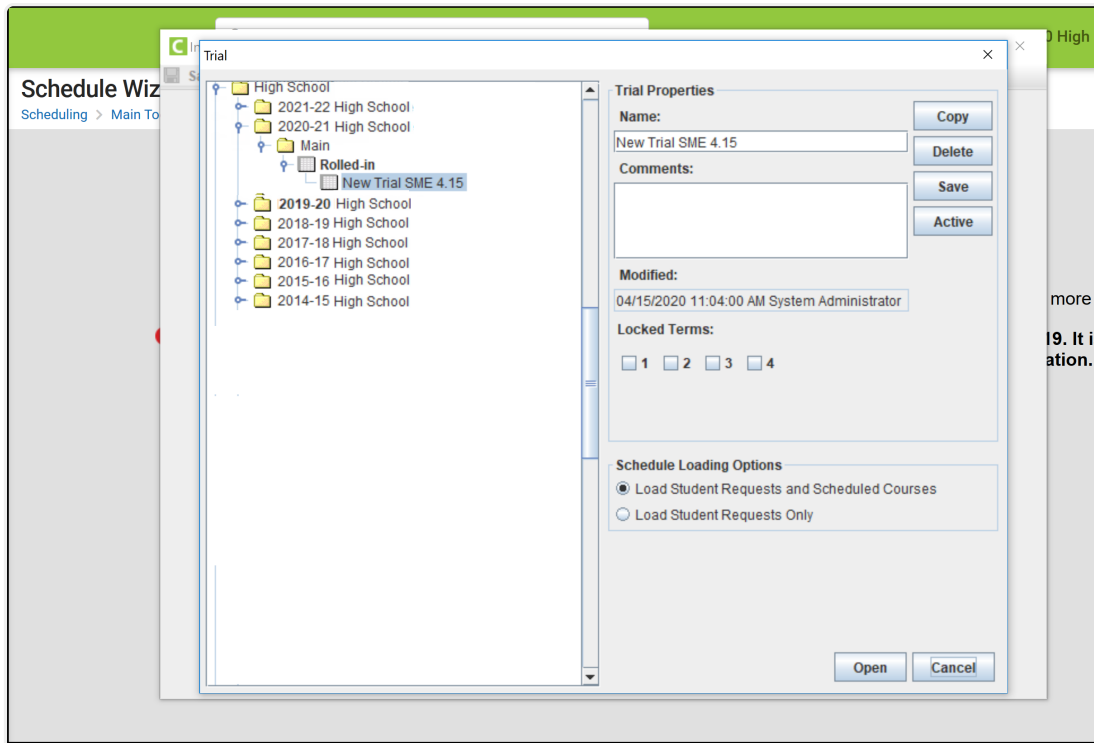 0 High
Schedule Wiz
Scheduling > Main To
C In
Sa
Trial
High School
2021-22 High School
2020-21 High School
Main
Rolled-in
New Trial SME 4.15
2019-20 High School
2018-19 High School
2017-18 High School
2016-17 High School
2015-16 High School
2014-15 High School
Trial Properties
Name:
New Trial SME 4.15
Comments:
Copy
Delete
Save
Active
Modified:
04/15/2020 11:04:00 AM System Administrator
Locked Terms:
1 2 3 4
Schedule Loading Options
Load Student Requests and Scheduled Courses
Load Student Requests Only
Open Cancel
more
19. It i
ation.